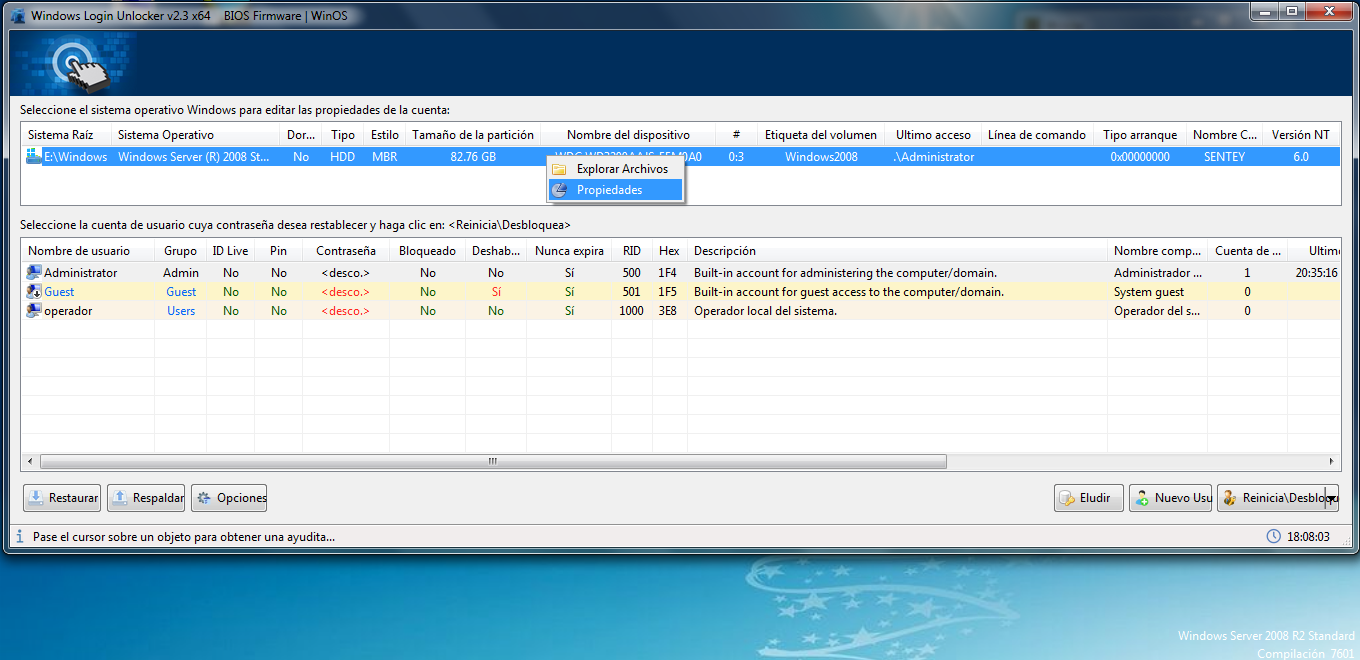 Windows Login Unlocker v2.3 x64 BIOS Firmware | WinOS
Seleccione el sistema operativo Windows para editar las propiedades de la cuenta:
Sistema Raíz Sistema Operativo Dor... Tipo Estilo Tamaño de la partición Nombre del dispositivo # Etiqueta del volumen Ultimo acceso Línea de comando Tipo arranque Nombre C... Versión NT
E:\Windows Windows Server (R) 2008 St... No HDD MBR 82.76 GB 0:3 Windows2008 .\Administrator 0x00000000 SENTEY 6.0
Explorar Archivos
Propiedades
Seleccione la cuenta de usuario cuya contraseña desea restablecer y haga clic en: <Reinicia\Desbloquea>
Nombre de usuario Grupo ID Live Pin Contraseña Bloqueado Deshab... Nunca expira RID Hex Descripción Nombre comp... Cuenta de ... Ultimo
Administrator Admin No No <desco.> No No Sí 500 1F4 Built-in account for administering the computer/domain. Administrador ... 1 20:35:16
Guest Guest No No <desco.> No Sí Sí 501 1F5 Built-in account for guest access to the computer/domain. System guest 0
operador Users No No <desco.> No No Sí 1000 3E8 Operador local del sistema. Operador del s... 0
Restaurar Respaldar Opciones Eludir Nuevo Usu Reinicia\Desbloqu
Pase el cursor sobre un objeto para obtener una ayudita... 18:08:03
Windows Server 2008 R2 Standard
Compilación 7601